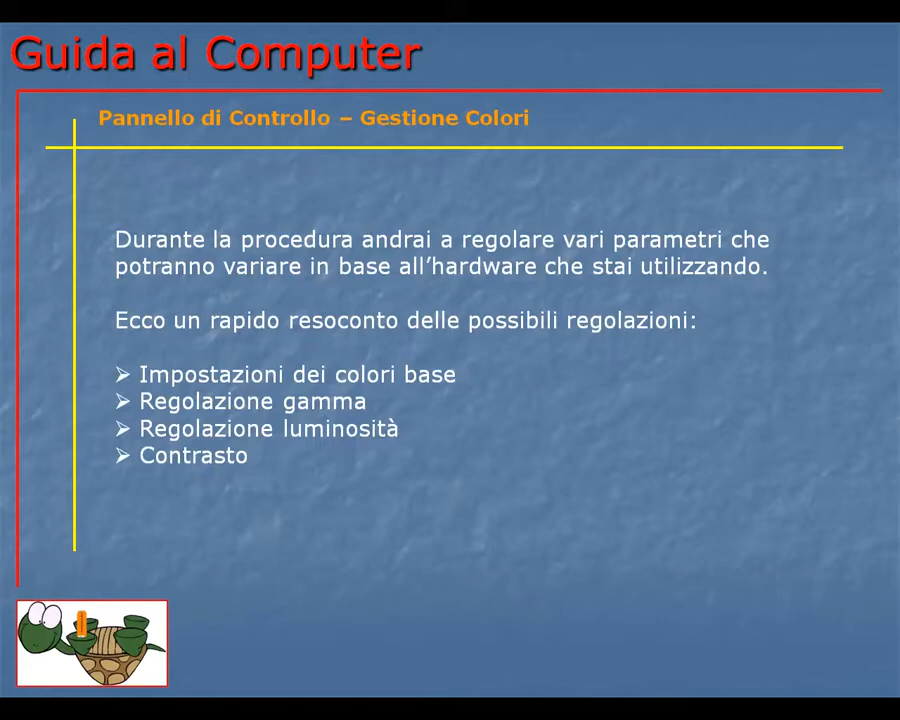 Guida al Computer
Pannello di Controllo – Gestione Colori
Durante la procedura andrai a regolare vari parametri che
potranno variare in base all’hardware che stai utilizzando.
Ecco un rapido resoconto delle possibili regolazioni:
➢ Impostazioni dei colori base
➢ Regolazione gamma
➢ Regolazione luminosità
➢ Contrasto